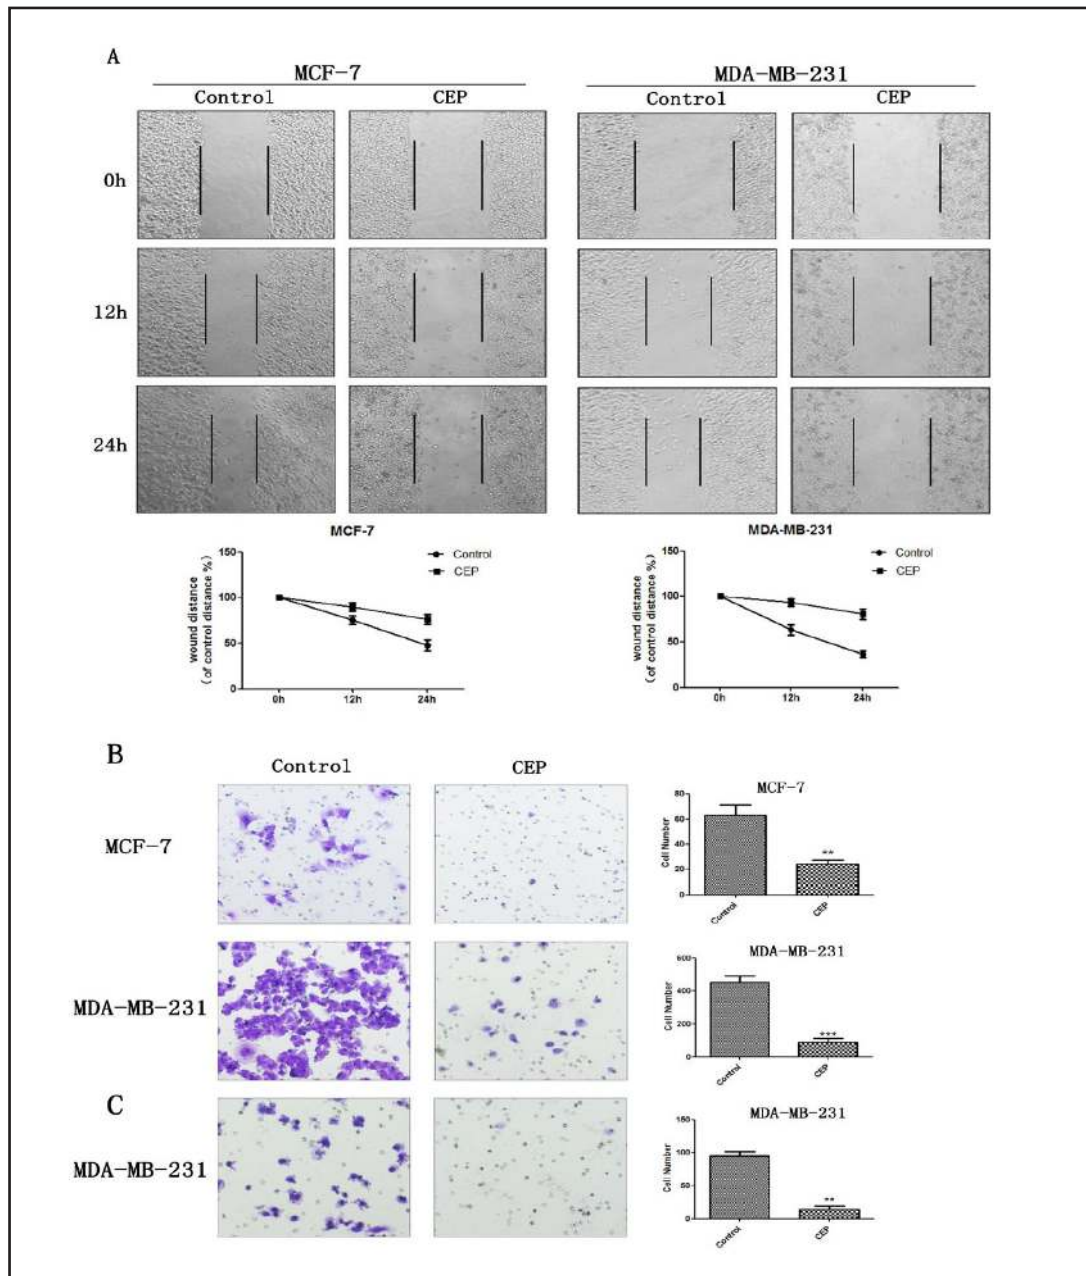 A
MCF-7
MDA-MB-231
Control
CEP
Control
CEP
0h
12h
24h
MCF-7
wound distance
(of control distance %)
150
100
50
0
0h
12h
24h
Control
CEP
MDA-MB-231
wound distance
(of control distance %)
150
100
50
0
0h
12h
24h
Control
CEP
B
Control
CEP
MCF-7
MCF-7
Cell Number
80
60
40
20
0
**
Control
CEP
MDA-MB-231
MDA-MB-231
Cell Number
600
400
200
0
***
Control
CEP
C
MDA-MB-231
MDA-MB-231
Cell Number
150
100
50
0
**
Control
CEP